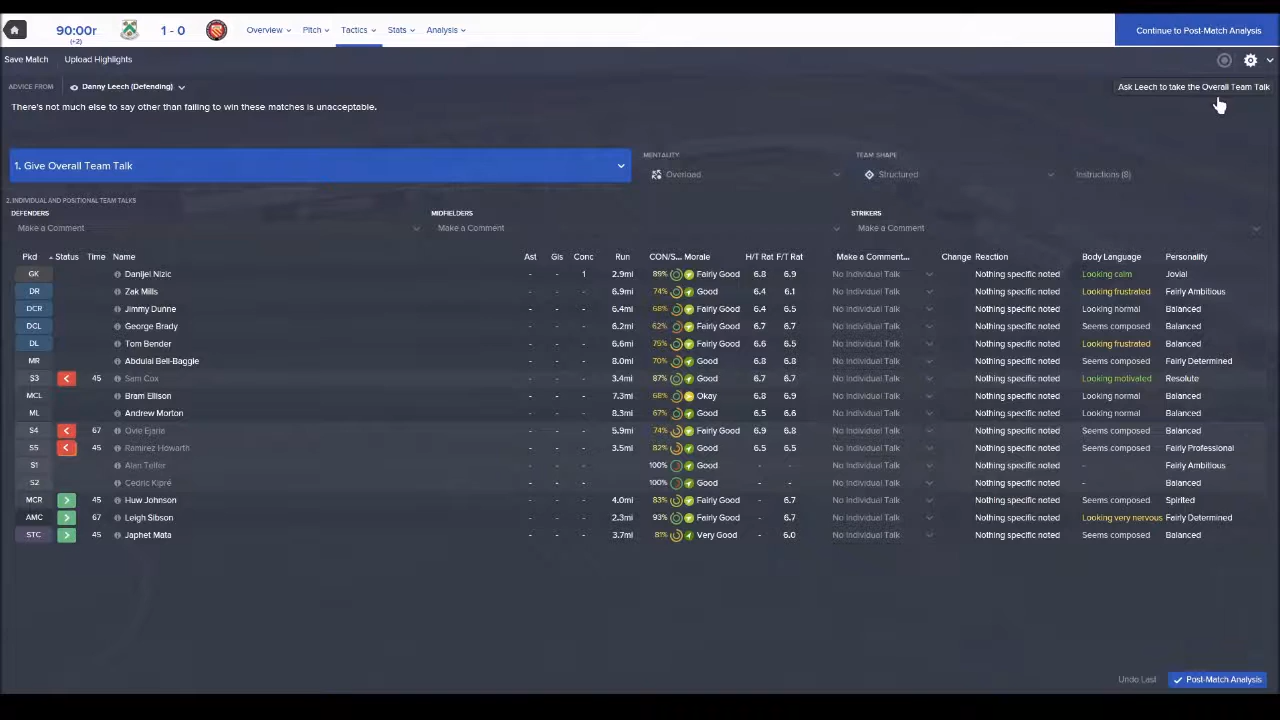 90:00r 1 - 0 Overview Pitch Tactics Stats Analysis Continue to Post-Match Analysis
(+2)
Save Match Upload Highlights
ADVICE FROM Danny Leech (Defending) Ask Leech to take the Overall Team Talk
There's not much else to say other than failing to win these matches is unacceptable.
1. Give Overall Team Talk
MENTALITY TEAM SHAPE
Overload Structured Instructions (8)
2. INDIVIDUAL AND POSITIONAL TEAM TALKS
DEFENDERS MIDFIELDERS STRIKERS
Make a Comment Make a Comment Make a Comment
Pkd Status Time Name Ast Gls Conc Run CON/S... Morale H/T Rat F/T Rat Make a Comment... Change Reaction Body Language Personality
GK Danijel Nizic - - 1 2.9mi 89% Fairly Good 6.8 6.9 No Individual Talk Nothing specific noted Looking calm Jovial
DR Zak Mills - - - 6.9mi 74% Good 6.4 6.1 No Individual Talk Nothing specific noted Looking frustrated Fairly Ambitious
DCR Jimmy Dunne - - - 6.4mi 68% Fairly Good 6.4 6.5 No Individual Talk Nothing specific noted Looking normal Balanced
DCL George Brady - - - 6.2mi 62% Fairly Good 6.7 6.7 No Individual Talk Nothing specific noted Seems composed Balanced
DL Tom Bender - - - 6.6mi 75% Fairly Good 6.6 6.5 No Individual Talk Nothing specific noted Looking frustrated Balanced
MR Abdulai Bell-Baggie - - - 8.0mi 70% Good 6.8 6.8 No Individual Talk Nothing specific noted Seems composed Fairly Determined
S3 45 Sam Cox - - - 3.4mi 87% Good 6.7 6.7 No Individual Talk Nothing specific noted Looking motivated Resolute
MCL Bram Ellison - - - 7.3mi 68% Okay 6.8 6.9 No Individual Talk Nothing specific noted Looking normal Balanced
ML Andrew Morton - - - 8.3mi 67% Good 6.5 6.6 No Individual Talk Nothing specific noted Looking normal Balanced
S4 67 Ovie Ejaria - - - 5.9mi 74% Fairly Good 6.9 6.8 No Individual Talk Nothing specific noted Seems composed Balanced
S5 Ramirez Howarth - - - 3.5mi 82% Good 6.5 6.5 No Individual Talk Nothing specific noted Seems composed Fairly Professional
S1 Alan Telfer 100% Good - - No Individual Talk Nothing specific noted - Fairly Ambitious
S2 Cedric Kipré 100% Good - - No Individual Talk Nothing specific noted - Balanced
MCR 45 Huw Johnson - - - 4.0mi 83% Fairly Good - 6.7 No Individual Talk Nothing specific noted Seems composed Spirited
AMC 67 Leigh Sibson - - - 2.3mi 93% Fairly Good - 6.7 No Individual Talk Nothing specific noted Looking very nervous Fairly Determined
STC 45 Japhet Mata - - - 3.7mi 81% Very Good - 6.0 No Individual Talk Nothing specific noted Seems composed Balanced
Undo Last Post-Match Analysis